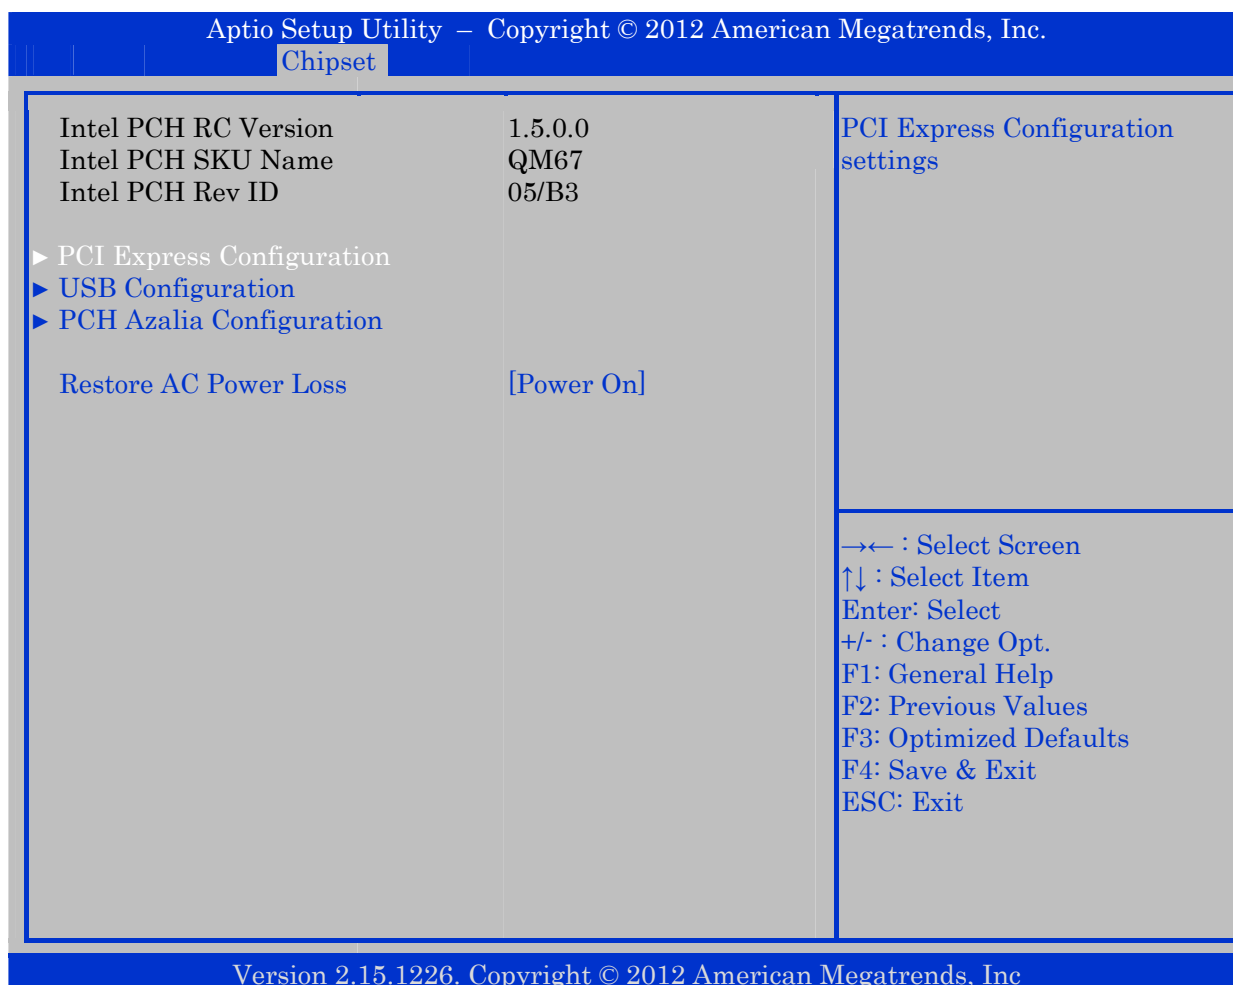 Aptio Setup Utility – Copyright © 2012 American Megatrends, Inc.
Chipset
Intel PCH RC Version 1.5.0.0
Intel PCH SKU Name QM67
Intel PCH Rev ID 05/B3
► PCI Express Configuration
► USB Configuration
► PCH Azalia Configuration
Restore AC Power Loss [Power On]
PCI Express Configuration
settings
→← : Select Screen
↑↓ : Select Item
Enter: Select
+/- : Change Opt.
F1: General Help
F2: Previous Values
F3: Optimized Defaults
F4: Save & Exit
ESC: Exit
Version 2.15.1226. Copyright © 2012 American Megatrends, Inc